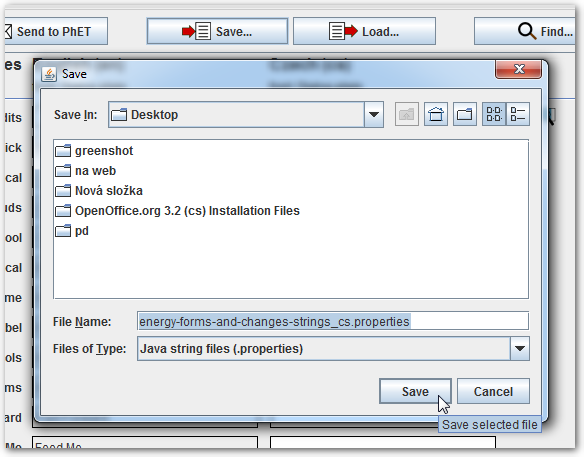 Send to PhET
Save...
Load...
Find...
es
Save
Save In:
Desktop
dits
ick
cal
uds
ool
cal
me
bel
ols
ms
ard
Me
greenshot
na web
Nová složka
OpenOffice.org 3.2 (cs) Installation Files
pd
File Name:
energy-forms-and-changes-strings_cs.properties
Files of Type:
Java string files (.properties)
Save
Cancel
Save selected file
Feed Me